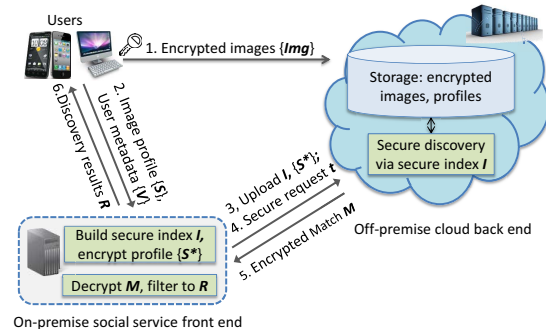 Users
1. Encrypted images {Img}
Storage: encrypted
images, profiles
Secure discovery
via secure index I
Off-premise cloud back end
2. Image profile {S},
User metadata {V}
6.Discovery
results R
3, Upload I, {S*};
4. Secure request t
5. Encrypted Match M
Build secure index I,
encrypt profile {S*}
Decrypt M, filter to R
On-premise social service front end